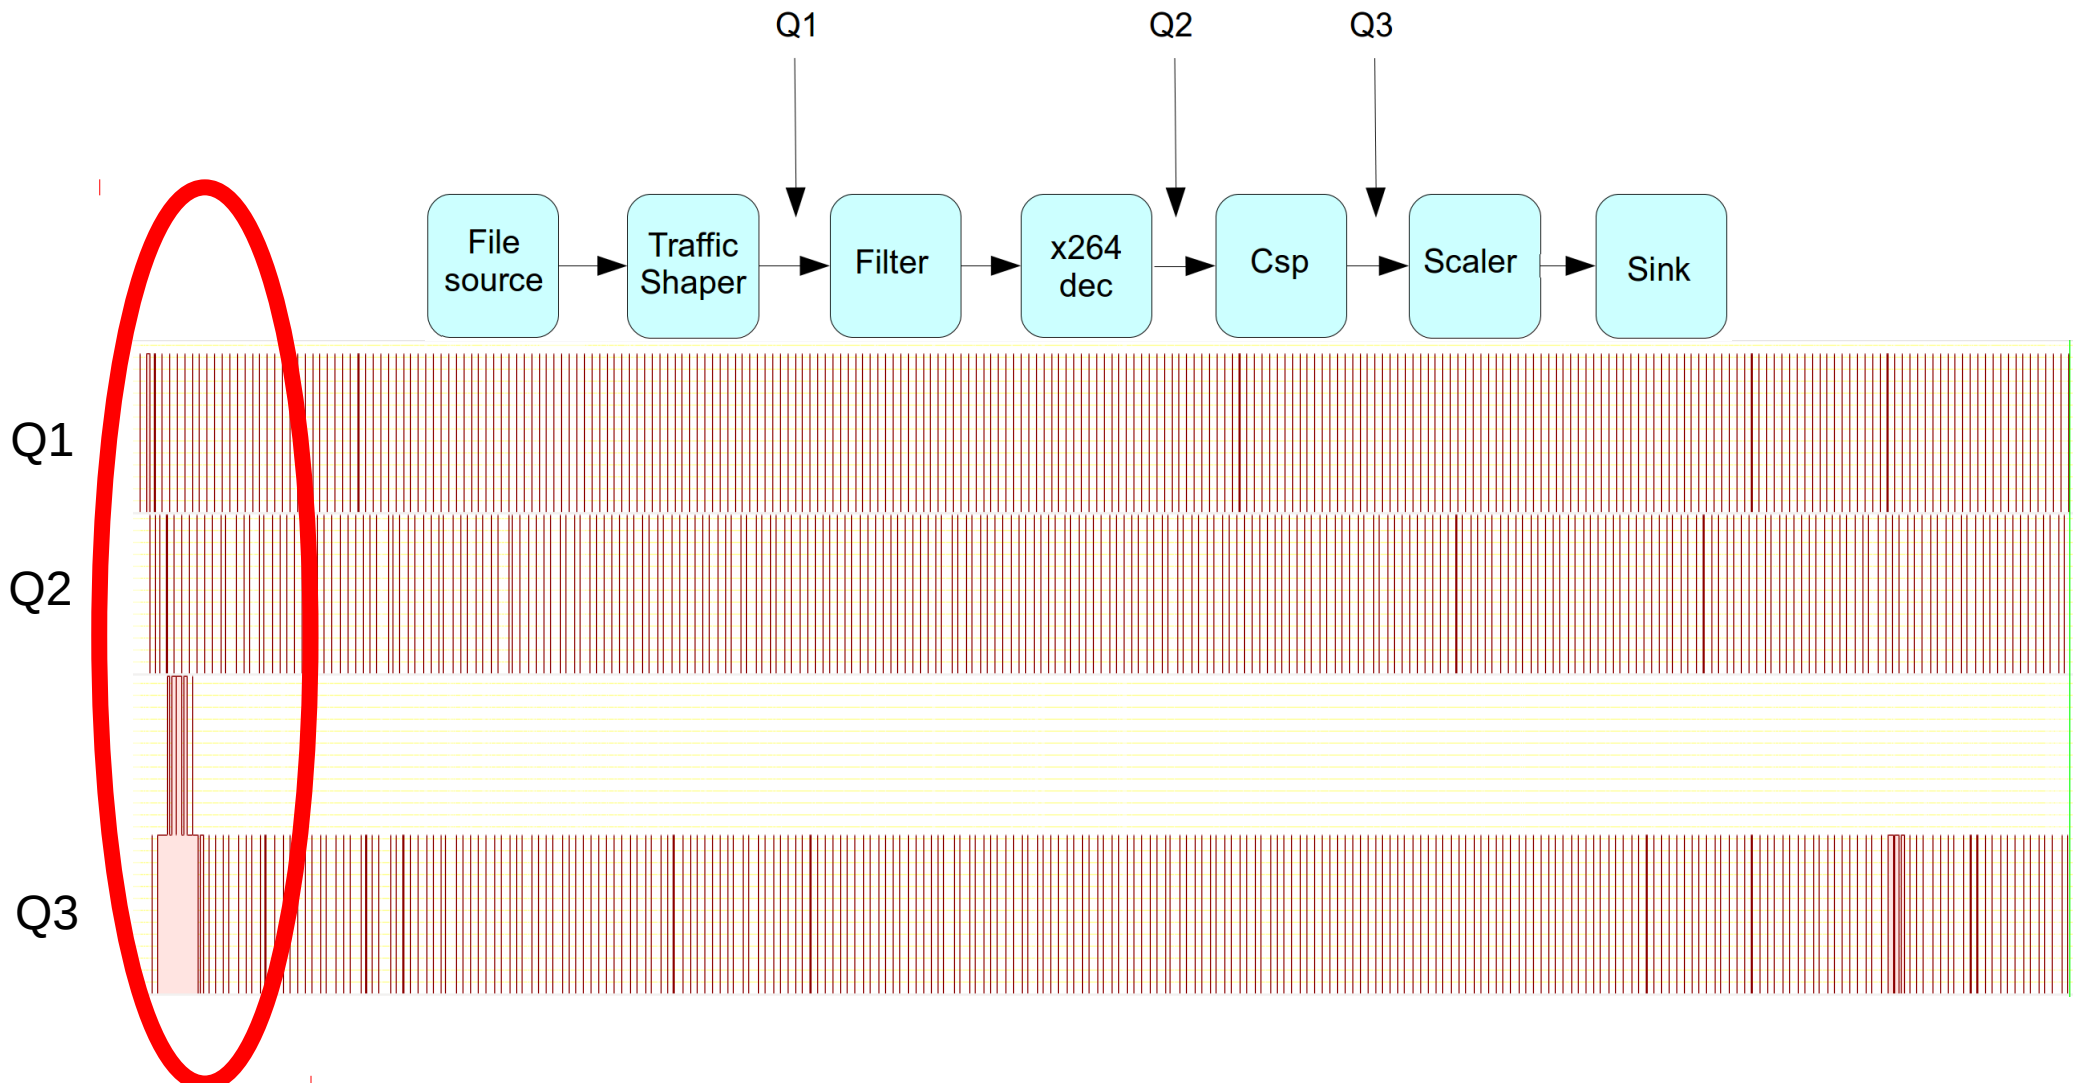 Q1
Q2
Q3
File
source
Traffic
Shaper
Filter
x264
dec
Csp
Scaler
Sink
Q1
Q2
Q3